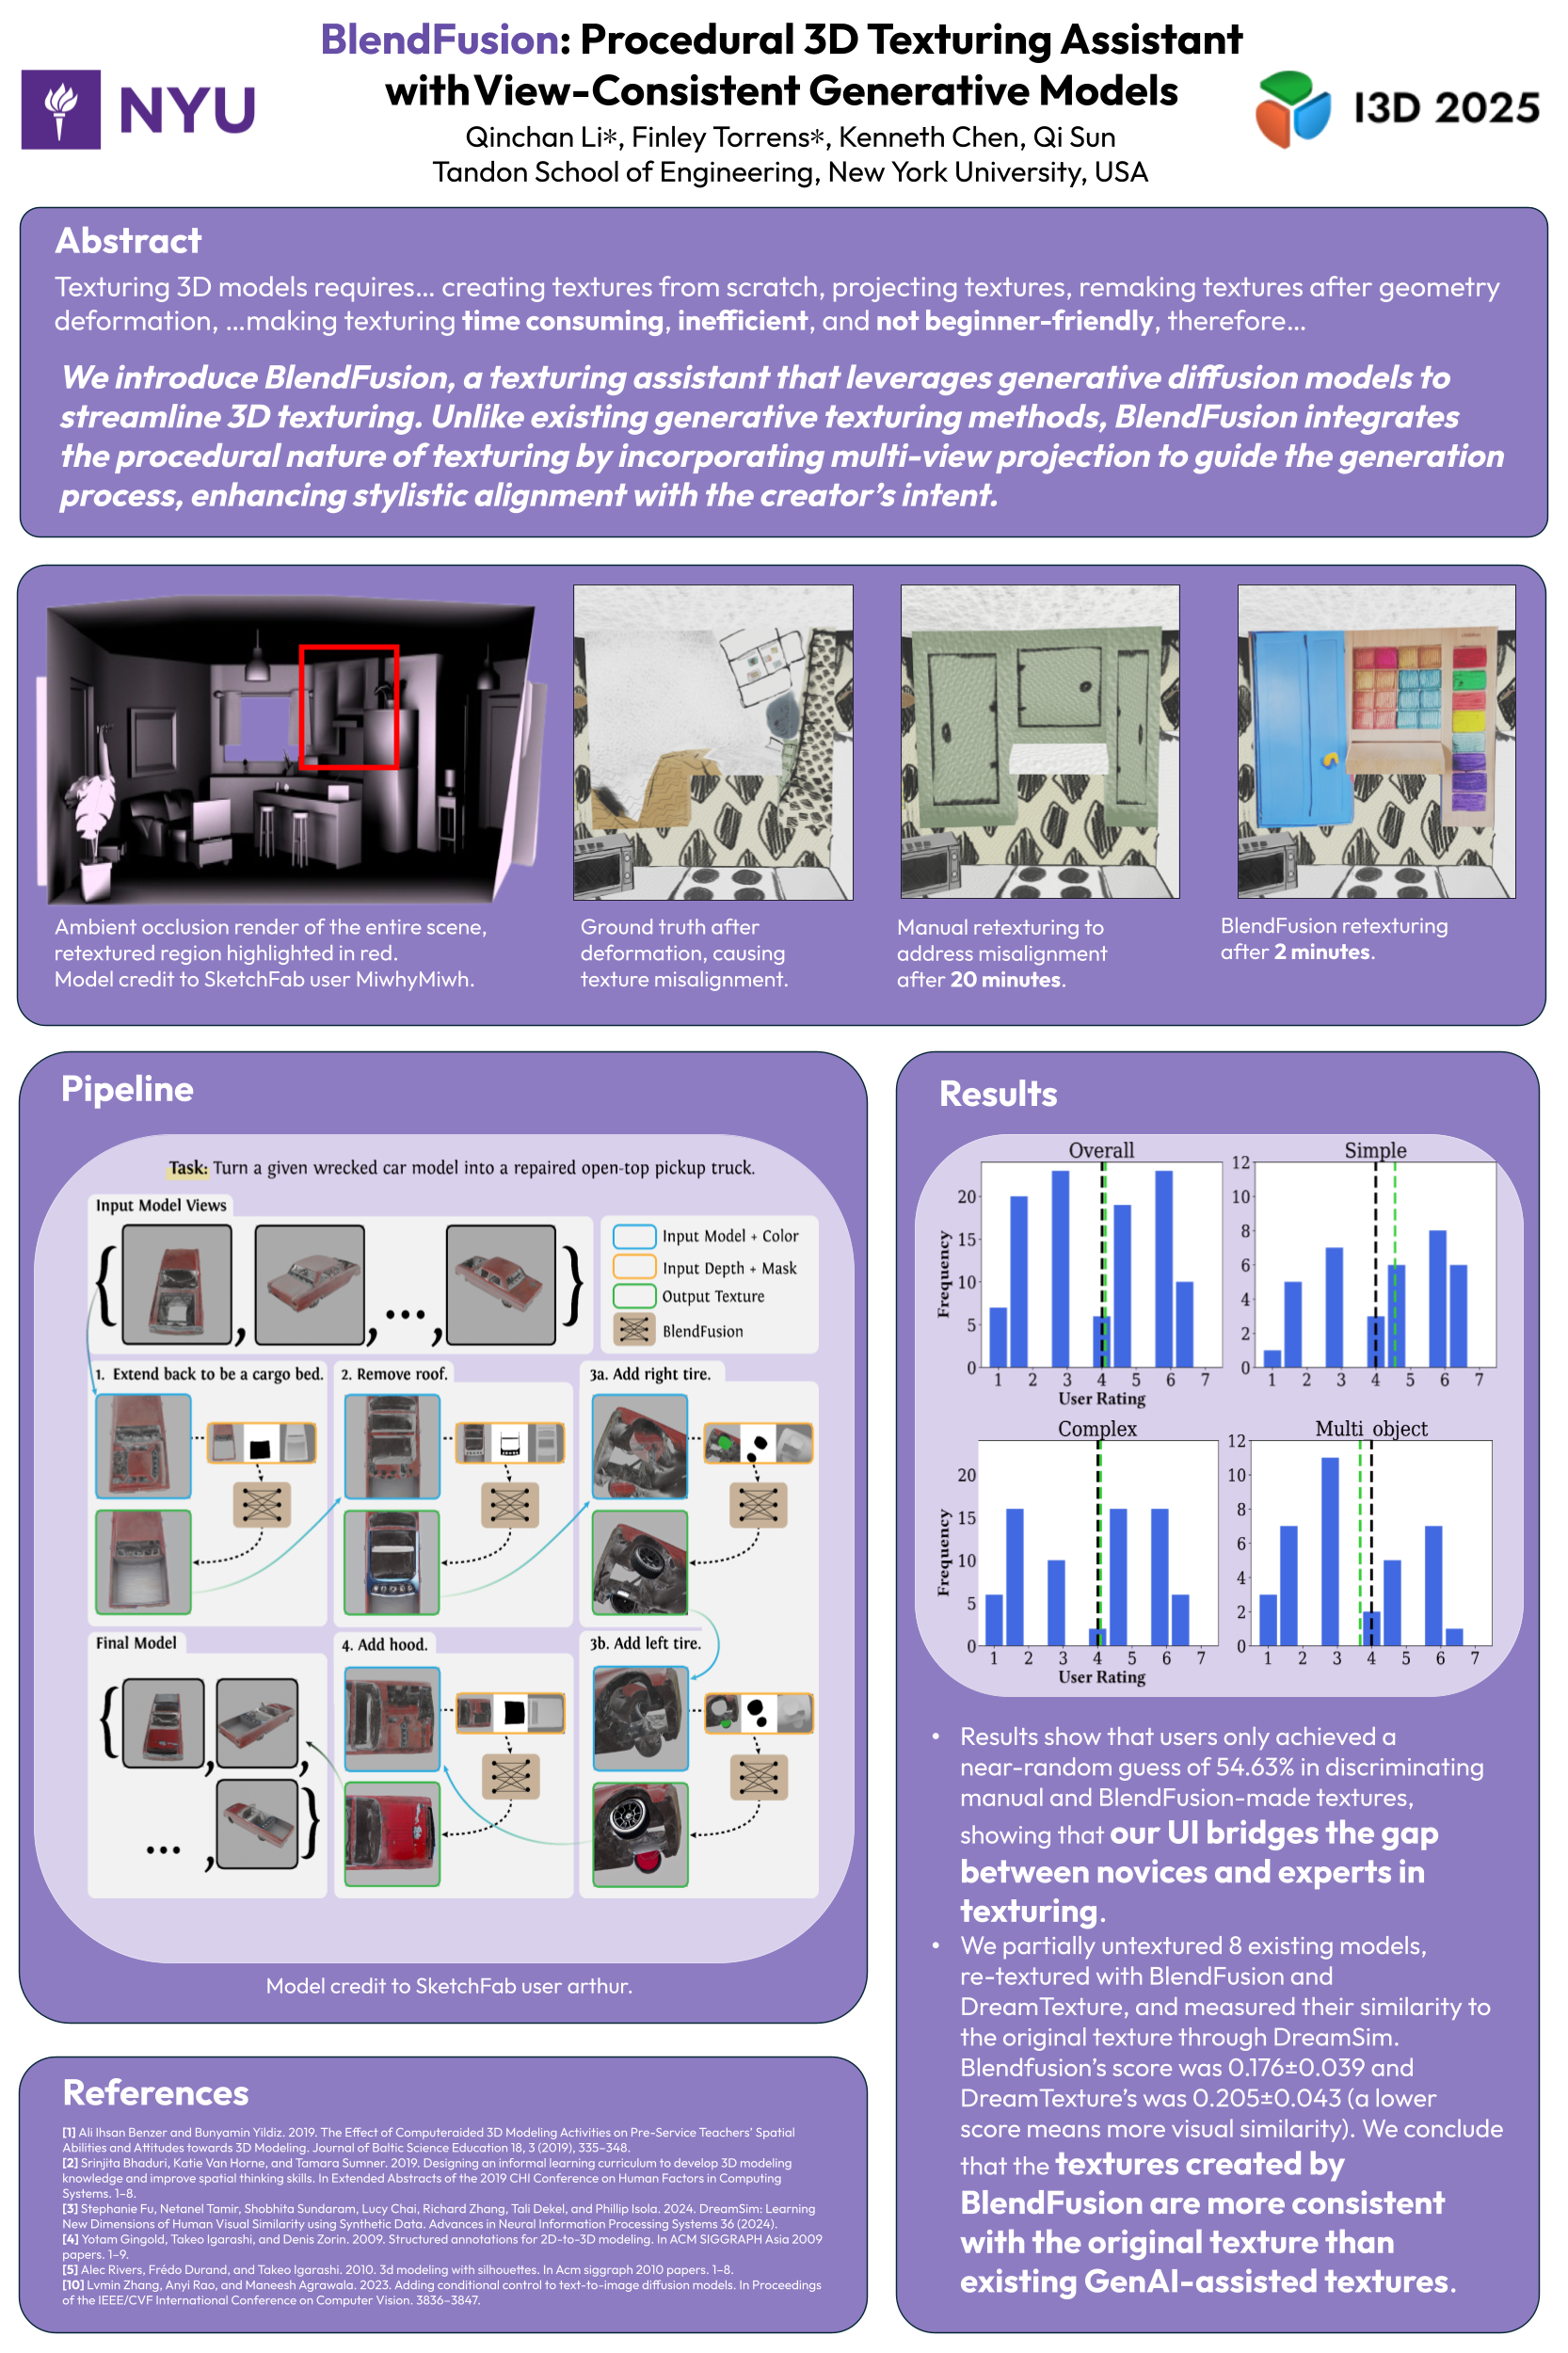 BlendFusion: Procedural 3D Texturing Assistant
with View-Consistent Generative Models
NYU
I3D 2025
Qinchan Li*, Finley Torrens*, Kenneth Chen, Qi Sun
Tandon School of Engineering, New York University, USA
Abstract
Texturing 3D models requires... creating textures from scratch, projecting textures, remaking textures after geometry
deformation, ...making texturing time consuming, inefficient, and not beginner-friendly, therefore...
We introduce BlendFusion, a texturing assistant that leverages generative diffusion models to
streamline 3D texturing. Unlike existing generative texturing methods, BlendFusion integrates
the procedural nature of texturing by incorporating multi-view projection to guide the generation
process, enhancing stylistic alignment with the creator's intent.
Ambient occlusion render of the entire scene,
retextured region highlighted in red.
Model credit to SketchFab user MiwhyMiwh.
Ground truth after
deformation, causing
texture misalignment.
Manual retexturing to
address misalignment
after 20 minutes.
BlendFusion retexturing
after 2 minutes.
Pipeline
Task: Turn a given wrecked car model into a repaired open-top pickup truck.
Input Model Views
{ , , ... , }
Input Model + Color
Input Depth + Mask
Output Texture
BlendFusion
1. Extend back to be a cargo bed.
2. Remove roof.
3a. Add right tire.
Final Model
4. Add hood.
3b. Add left tire.
{ , ,
... , }
Model credit to SketchFab user arthur.
References
[1] Ali Ihsan Benzer and Bunyamin Yildiz. 2019. The Effect of Computeraided 3D Modeling Activities on Pre-Service Teachers' Spatial
Abilities and Attitudes towards 3D Modeling. Journal of Baltic Science Education 18, 3 (2019), 335–348.
[2] Srinjita Bhaduri, Katie Van Horne, and Tamara Sumner. 2019. Designing an informal learning curriculum to develop 3D modeling
knowledge and improve spatial thinking skills. In Extended Abstracts of the 2019 CHI Conference on Human Factors in Computing
Systems. 1–8.
[3] Stephanie Fu, Netanel Tamir, Shobhita Sundaram, Lucy Chai, Richard Zhang, Tali Dekel, and Phillip Isola. 2024. DreamSim: Learning
New Dimensions of Human Visual Similarity using Synthetic Data. Advances in Neural Information Processing Systems 36 (2024).
[4] Yotam Gingold, Takeo Igarashi, and Denis Zorin. 2009. Structured annotations for 2D-to-3D modeling. In ACM SIGGRAPH Asia 2009
papers. 1–9.
[5] Alec Rivers, Frédo Durand, and Takeo Igarashi. 2010. 3d modeling with silhouettes. In Acm siggraph 2010 papers. 1–8.
[10] Lvmin Zhang, Anyi Rao, and Maneesh Agrawala. 2023. Adding conditional control to text-to-image diffusion models. In Proceedings
of the IEEE/CVF International Conference on Computer Vision. 3836–3847.
Results
Overall
20
15
10
5
0
Frequency
1 2 3 4 5 6 7
User Rating
Simple
12
10
8
6
4
2
0
1 2 3 4 5 6 7
Complex
20
15
10
5
0
Frequency
1 2 3 4 5 6 7
User Rating
Multi object
12
10
8
6
4
2
0
1 2 3 4 5 6 7
• Results show that users only achieved a
near-random guess of 54.63% in discriminating
manual and BlendFusion-made textures,
showing that our UI bridges the gap
between novices and experts in
texturing.
• We partially untextured 8 existing models,
re-textured with BlendFusion and
DreamTexture, and measured their similarity to
the original texture through DreamSim.
Blendfusion's score was 0.176±0.039 and
DreamTexture's was 0.205±0.043 (a lower
score means more visual similarity). We conclude
that the textures created by
BlendFusion are more consistent
with the original texture than
existing GenAI-assisted textures.